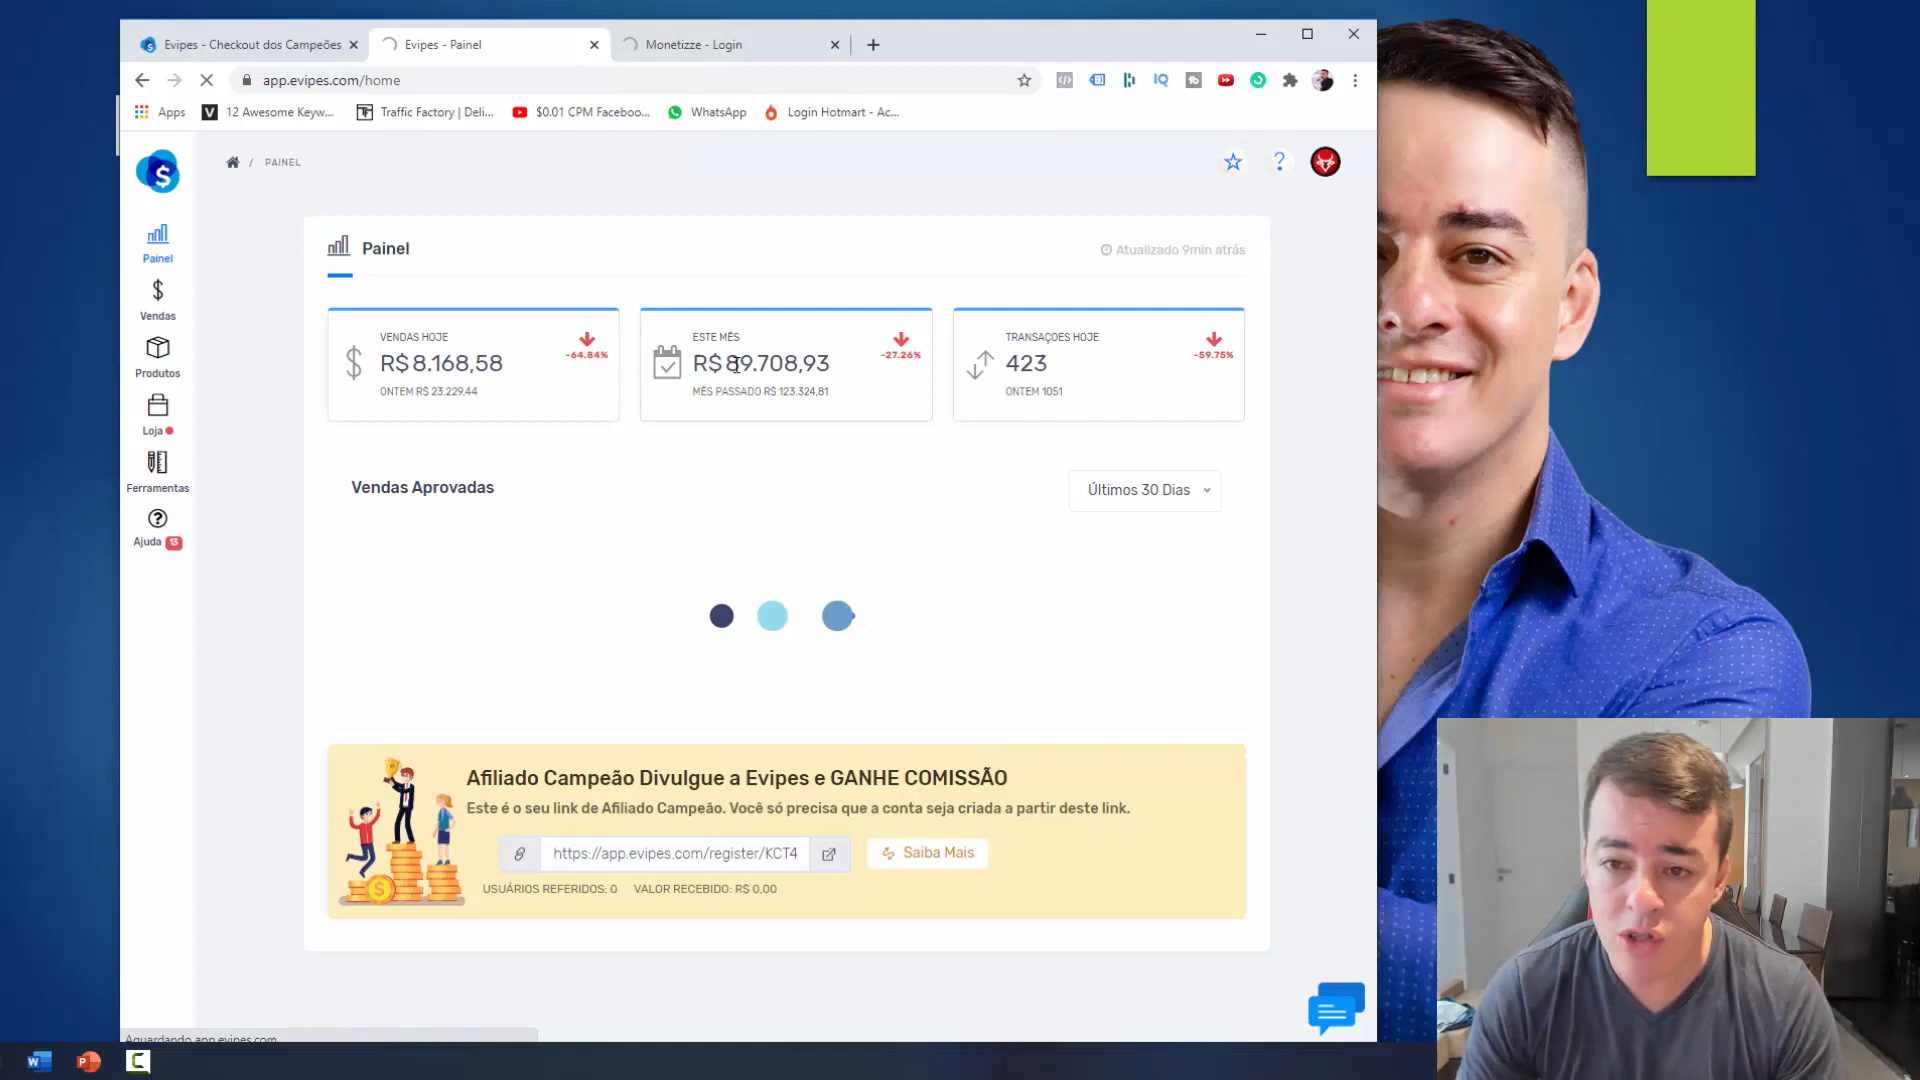 Evipes - Checkout dos Campeões
Evipes - Painel
Monetizze - Login
app.evipes.com/home
Apps
12 Awesome Keyw...
Traffic Factory | Deli...
$0.01 CPM Faceboo...
WhatsApp
Login Hotmart - Ac...
/ PAINEL
Painel
Atualizado 9min atrás
Painel
Vendas
Produtos
Loja
Ferramentas
Ajuda 13
VENDAS HOJE
R$ 8.168,58
-64.84%
ONTEM R$ 23.229,44
ESTE MÊS
R$ 89.708,93
-27.26%
MÊS PASSADO R$ 123.324,81
TRANSAÇOES HOJE
423
-59.75%
ONTEM 1051
Vendas Aprovadas
Últimos 30 Dias
Afiliado Campeão Divulgue a Evipes e GANHE COMISSÃO
Este é o seu link de Afiliado Campeão. Você só precisa que a conta seja criada a partir deste link.
https://app.evipes.com/register/KCT4
Saiba Mais
USUÁRIOS REFERIDOS: 0 VALOR RECEBIDO: R$ 0,00
Aguardando app.evipes.com